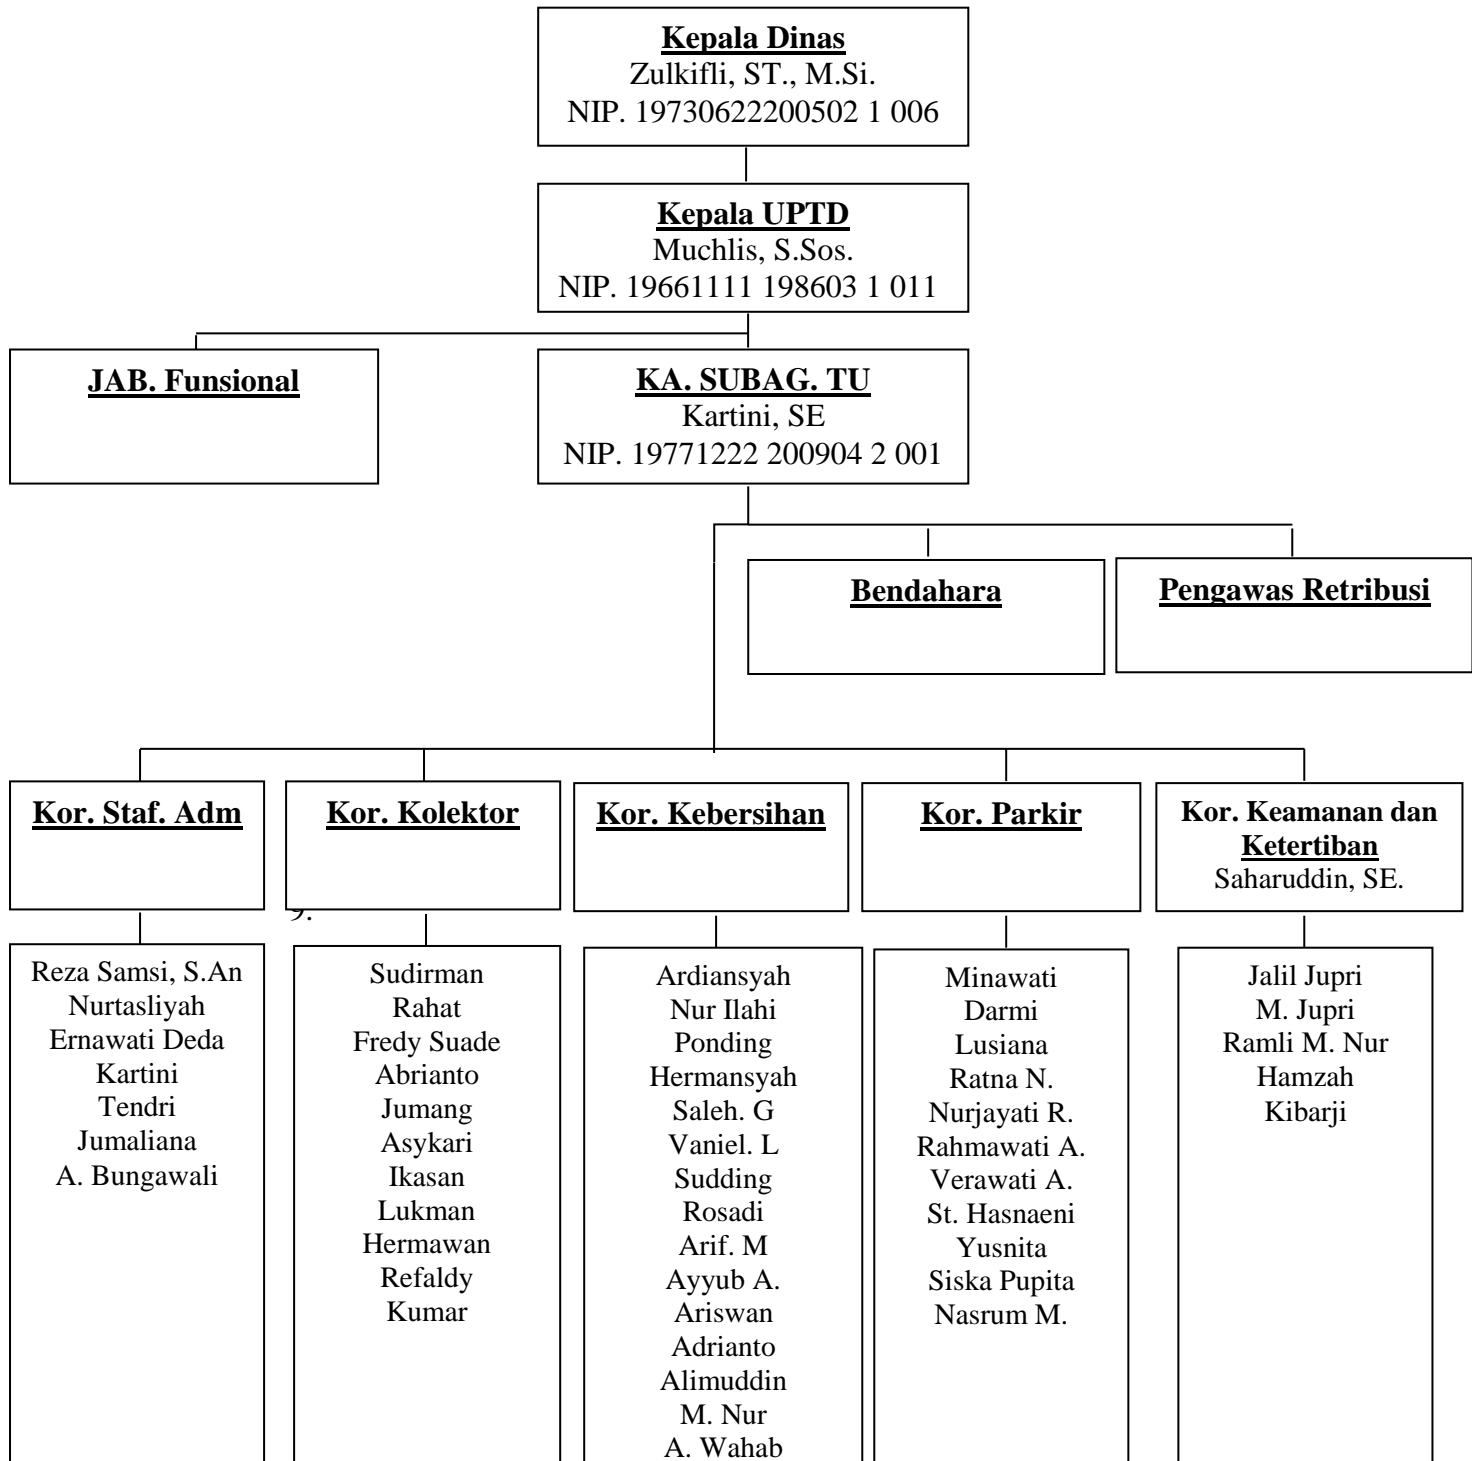 Kepala Dinas
Zulkifli, ST., M.Si.
NIP. 19730622200502 1 006
Kepala UPTD
Muchlis, S.Sos.
NIP. 19661111 198603 1 011
JAB. Funsional
KA. SUBAG. TU
Kartini, SE
NIP. 19771222 200904 2 001
Bendahara
Pengawas Retribusi
Kor. Staf. Adm
Kor. Kolektor
Kor. Kebersihan
Kor. Parkir
Kor. Keamanan dan
Ketertiban
Saharuddin, SE.
9.
Reza Samsi, S.An
Nurtasliyah
Ernawati Deda
Kartini
Tendri
Jumaliana
A. Bungawali
Sudirman
Rahat
Fredy Suade
Abrianto
Jumang
Asykari
Ikasan
Lukman
Hermawan
Refaldy
Kumar
Ardiansyah
Nur Ilahi
Ponding
Hermansyah
Saleh. G
Vaniel. L
Sudding
Rosadi
Arif. M
Ayyub A.
Ariswan
Adrianto
Alimuddin
M. Nur
A. Wahab
Minawati
Darmi
Lusiana
Ratna N.
Nurjayati R.
Rahmawati A.
Verawati A.
St. Hasnaeni
Yusnita
Siska Pupita
Nasrum M.
Jalil Jupri
M. Jupri
Ramli M. Nur
Hamzah
Kibarji